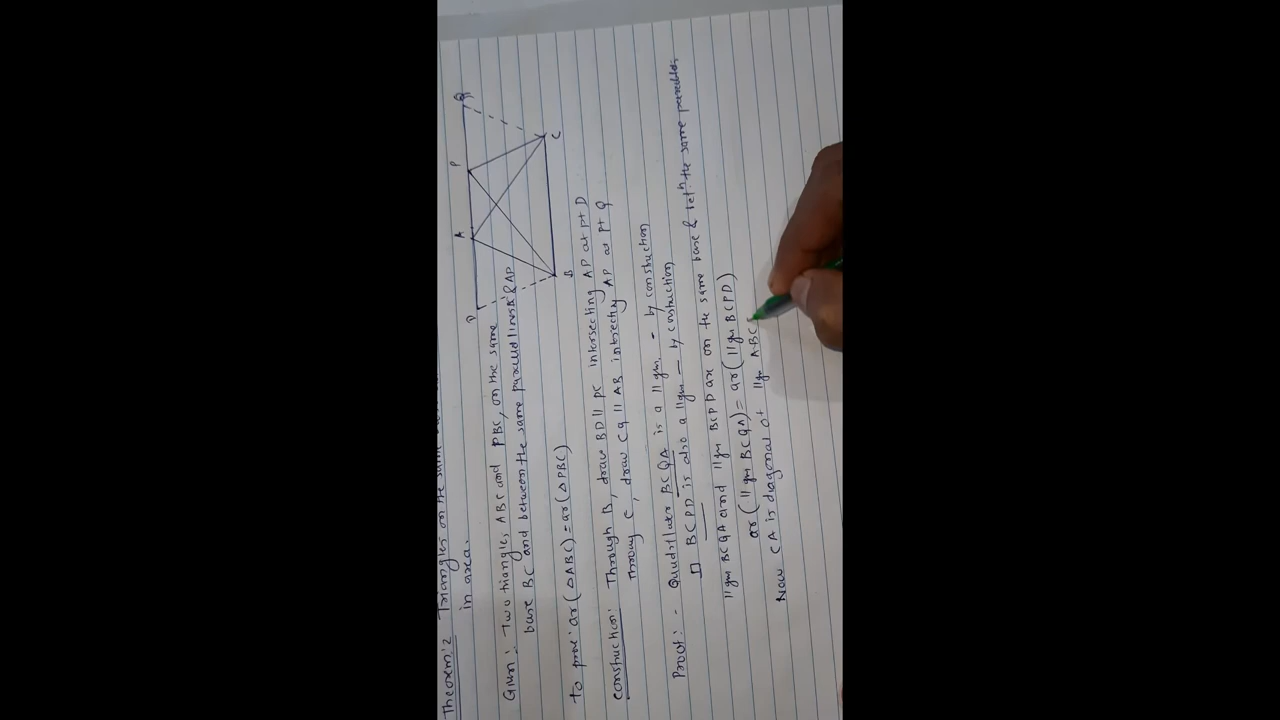 Theorem:2 Triangles on the same
in area.
D A P Q
B C
Given: Two triangles, ABC and PBC, on the same
base BC and between the same parallel lines & AP
To prove: ar(△ABC) = ar(△PBC)
Construction: Through B, draw BD || PC intersecting AP at pt D
Through C, draw CQ || AB intrecting AP at pt Q
Proof: - Quadrilater BCQA is a ||gm. - by construction
□ BCPD is also a ||gm — by construction
||gm BCQA and ||gm BCPD are on the same base & betⁿ the same parallels
ar(||gm BCQA) = ar(||gm BCPD)
Now CA is diagonal of ||gm ABC